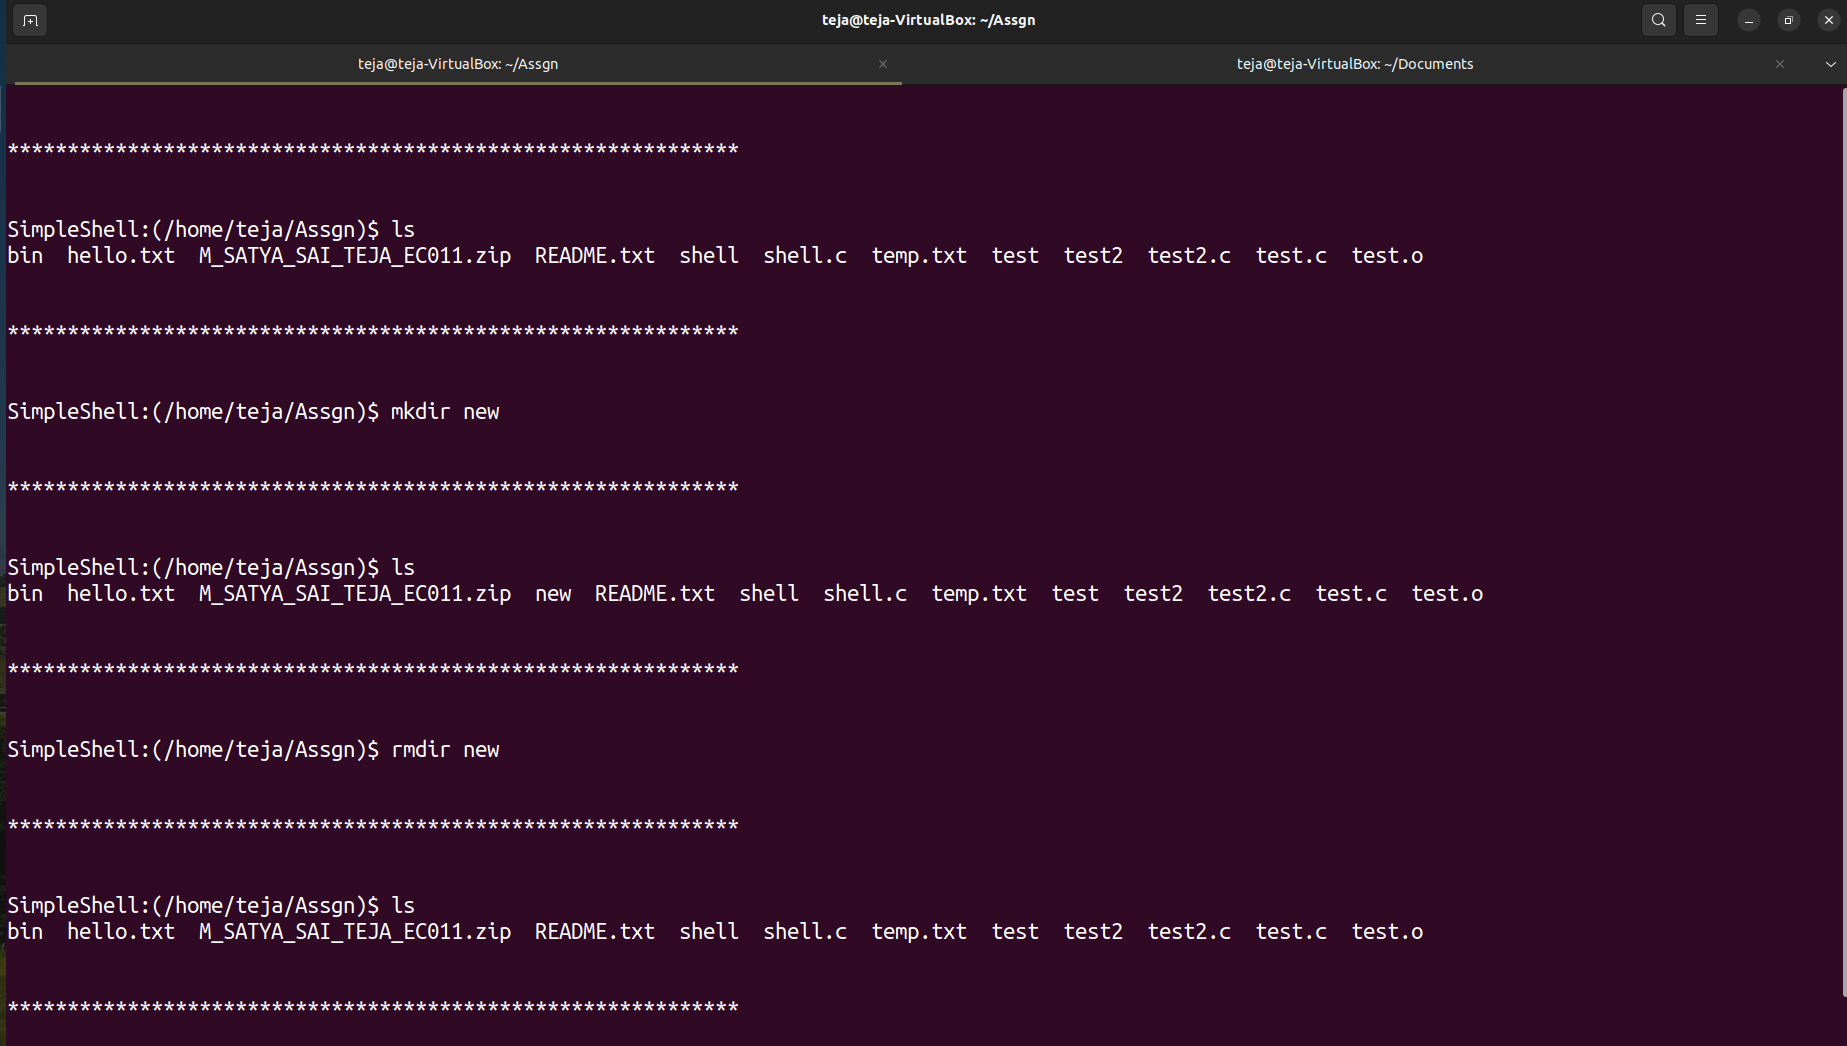 teja@teja-VirtualBox: ~/Assgn
teja@teja-VirtualBox: ~/Assgn
teja@teja-VirtualBox: ~/Documents
*************************************************************
SimpleShell:(/home/teja/Assgn)$ ls
bin  hello.txt  M_SATYA_SAI_TEJA_EC011.zip  README.txt  shell  shell.c  temp.txt  test  test2  test2.c  test.c  test.o
*************************************************************
SimpleShell:(/home/teja/Assgn)$ mkdir new
*************************************************************
SimpleShell:(/home/teja/Assgn)$ ls
bin  hello.txt  M_SATYA_SAI_TEJA_EC011.zip  new  README.txt  shell  shell.c  temp.txt  test  test2  test2.c  test.c  test.o
*************************************************************
SimpleShell:(/home/teja/Assgn)$ rmdir new
*************************************************************
SimpleShell:(/home/teja/Assgn)$ ls
bin  hello.txt  M_SATYA_SAI_TEJA_EC011.zip  README.txt  shell  shell.c  temp.txt  test  test2  test2.c  test.c  test.o
*************************************************************